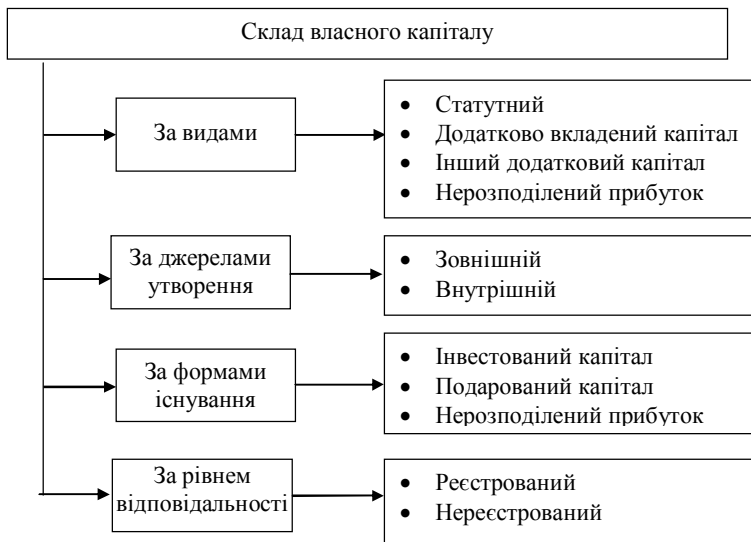 Склад власного капіталу
За видами
• Статутний
• Додатково вкладений капітал
• Інший додатковий капітал
• Нерозподілений прибуток
За джерелами
утворення
• Зовнішній
• Внутрішній
За формами
існування
• Інвестований капітал
• Подарований капітал
• Нерозподілений прибуток
За рівнем
відповідальності
• Реєстрований
• Нереєстрований